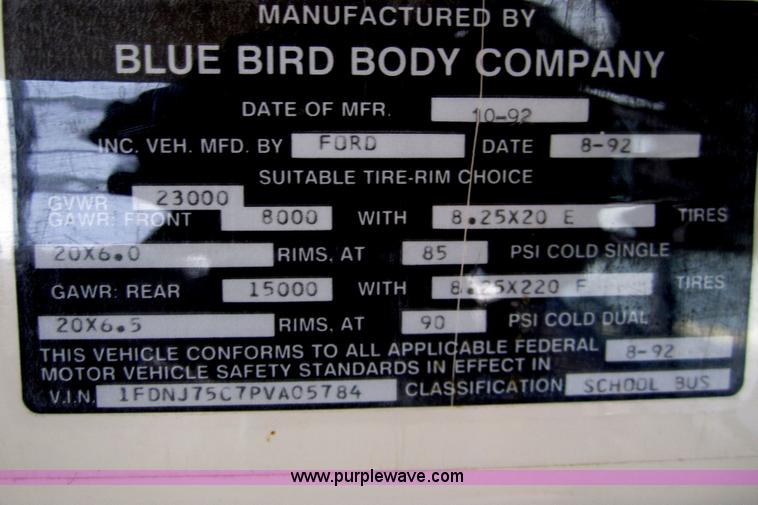 MANUFACTURED BY
BLUE BIRD BODY COMPANY
DATE OF MFR. 10-92
INC. VEH. MFD. BY FORD DATE 8-92
SUITABLE TIRE-RIM CHOICE
GVWR 23000
GAWR: FRONT 8000 WITH 8.25X20 E TIRES
20X6.0 RIMS, AT 85 PSI COLD SINGLE
GAWR: REAR 15000 WITH 8.25X220 E TIRES
20X6.5 RIMS, AT 90 PSI COLD DUAL
THIS VEHICLE CONFORMS TO ALL APPLICABLE FEDERAL
MOTOR VEHICLE SAFETY STANDARDS IN EFFECT IN 8-92
V.I.N. 1FDNJ75C7PVA05784 CLASSIFICATION SCHOOL BUS
www.purplewave.com